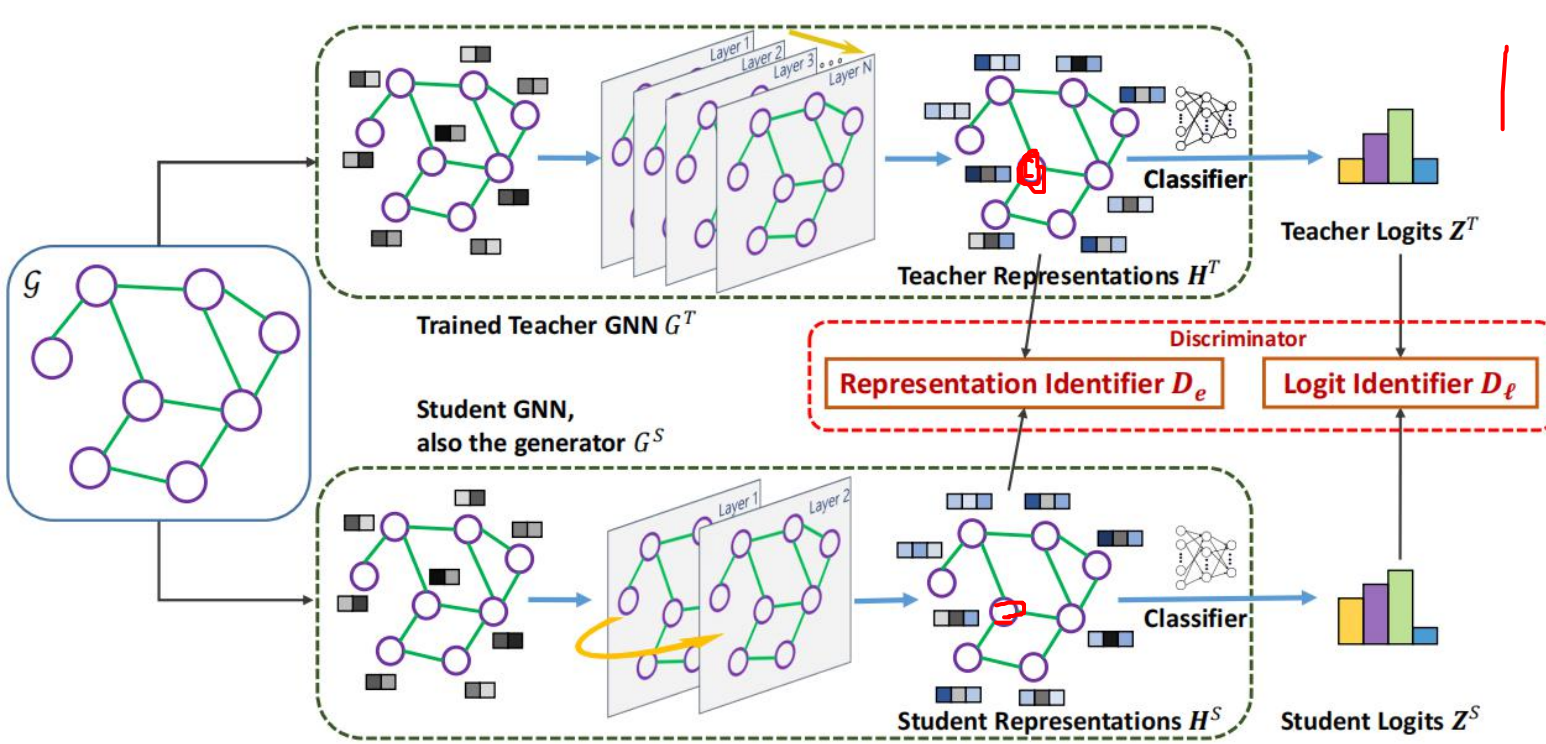 Layer 1
Layer 2
Layer 3
Layer N
Classifier
Teacher Representations H^T
Teacher Logits Z^T
𝒢
Trained Teacher GNN G^T
Discriminator
Representation Identifier D_e
Logit Identifier D_ℓ
Student GNN,
also the generator G^S
Layer 1
Layer 2
Classifier
Student Representations H^S
Student Logits Z^S